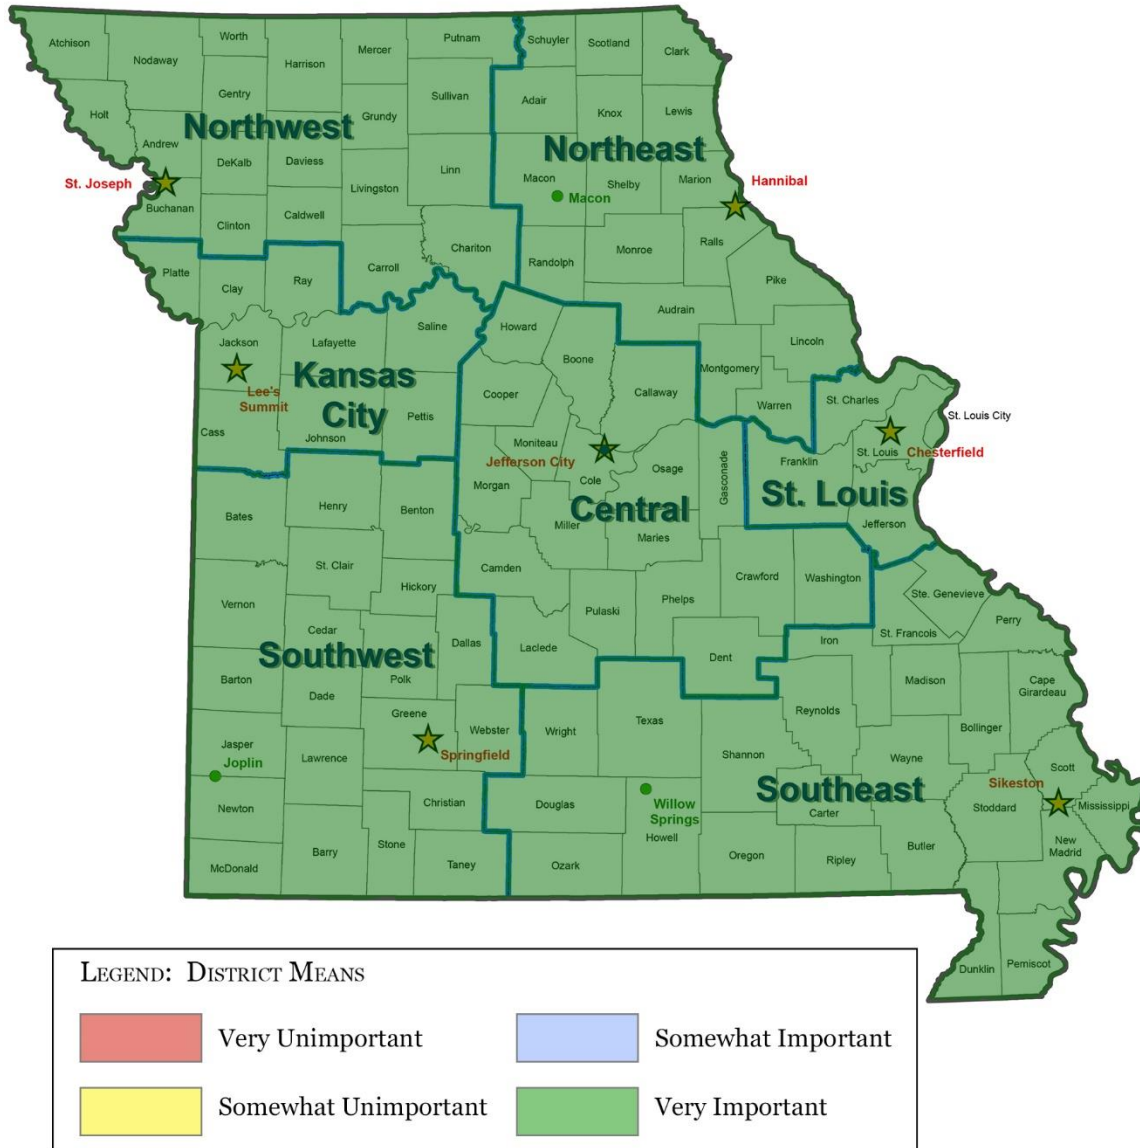 Atchison
Nodaway
Worth
Harrison
Mercer
Putnam
Schuyler
Scotland
Clark
Holt
Gentry
Sullivan
Adair
Knox
Lewis
Andrew
Northwest
Grundy
Northeast
DeKalb
Daviess
Linn
Macon
Shelby
Marion
Hannibal
St. Joseph
Buchanan
Livingston
Macon
Clinton
Caldwell
Chariton
Monroe
Ralls
Platte
Clay
Ray
Carroll
Randolph
Pike
Audrain
Saline
Howard
Jackson
Lafayette
Boone
Lincoln
Kansas
City
Montgomery
Lee's
Summit
Cooper
Callaway
Warren
St. Charles
St. Louis City
Pettis
Cass
Johnson
Moniteau
Jefferson City
Cole
Osage
Gasconade
Franklin
St. Louis
Chesterfield
Morgan
St. Louis
Bates
Henry
Benton
Central
Miller
Maries
Jefferson
St. Clair
Camden
Crawford
Washington
Hickory
Vernon
Pulaski
Phelps
Ste. Genevieve
Cedar
Dallas
Laclede
Iron
St. Francois
Perry
Southwest
Dent
Barton
Polk
Madison
Cape
Girardeau
Dade
Greene
Webster
Wright
Texas
Reynolds
Bollinger
Jasper
Joplin
Lawrence
Springfield
Shannon
Wayne
Scott
Southeast
Sikeston
Newton
Christian
Douglas
Willow
Springs
Howell
Carter
Stoddard
Mississippi
McDonald
Barry
Stone
Taney
Ozark
Oregon
Ripley
Butler
New
Madrid
Dunklin
Pemiscot
LEGEND: DISTRICT MEANS
Very Unimportant
Somewhat Important
Somewhat Unimportant
Very Important